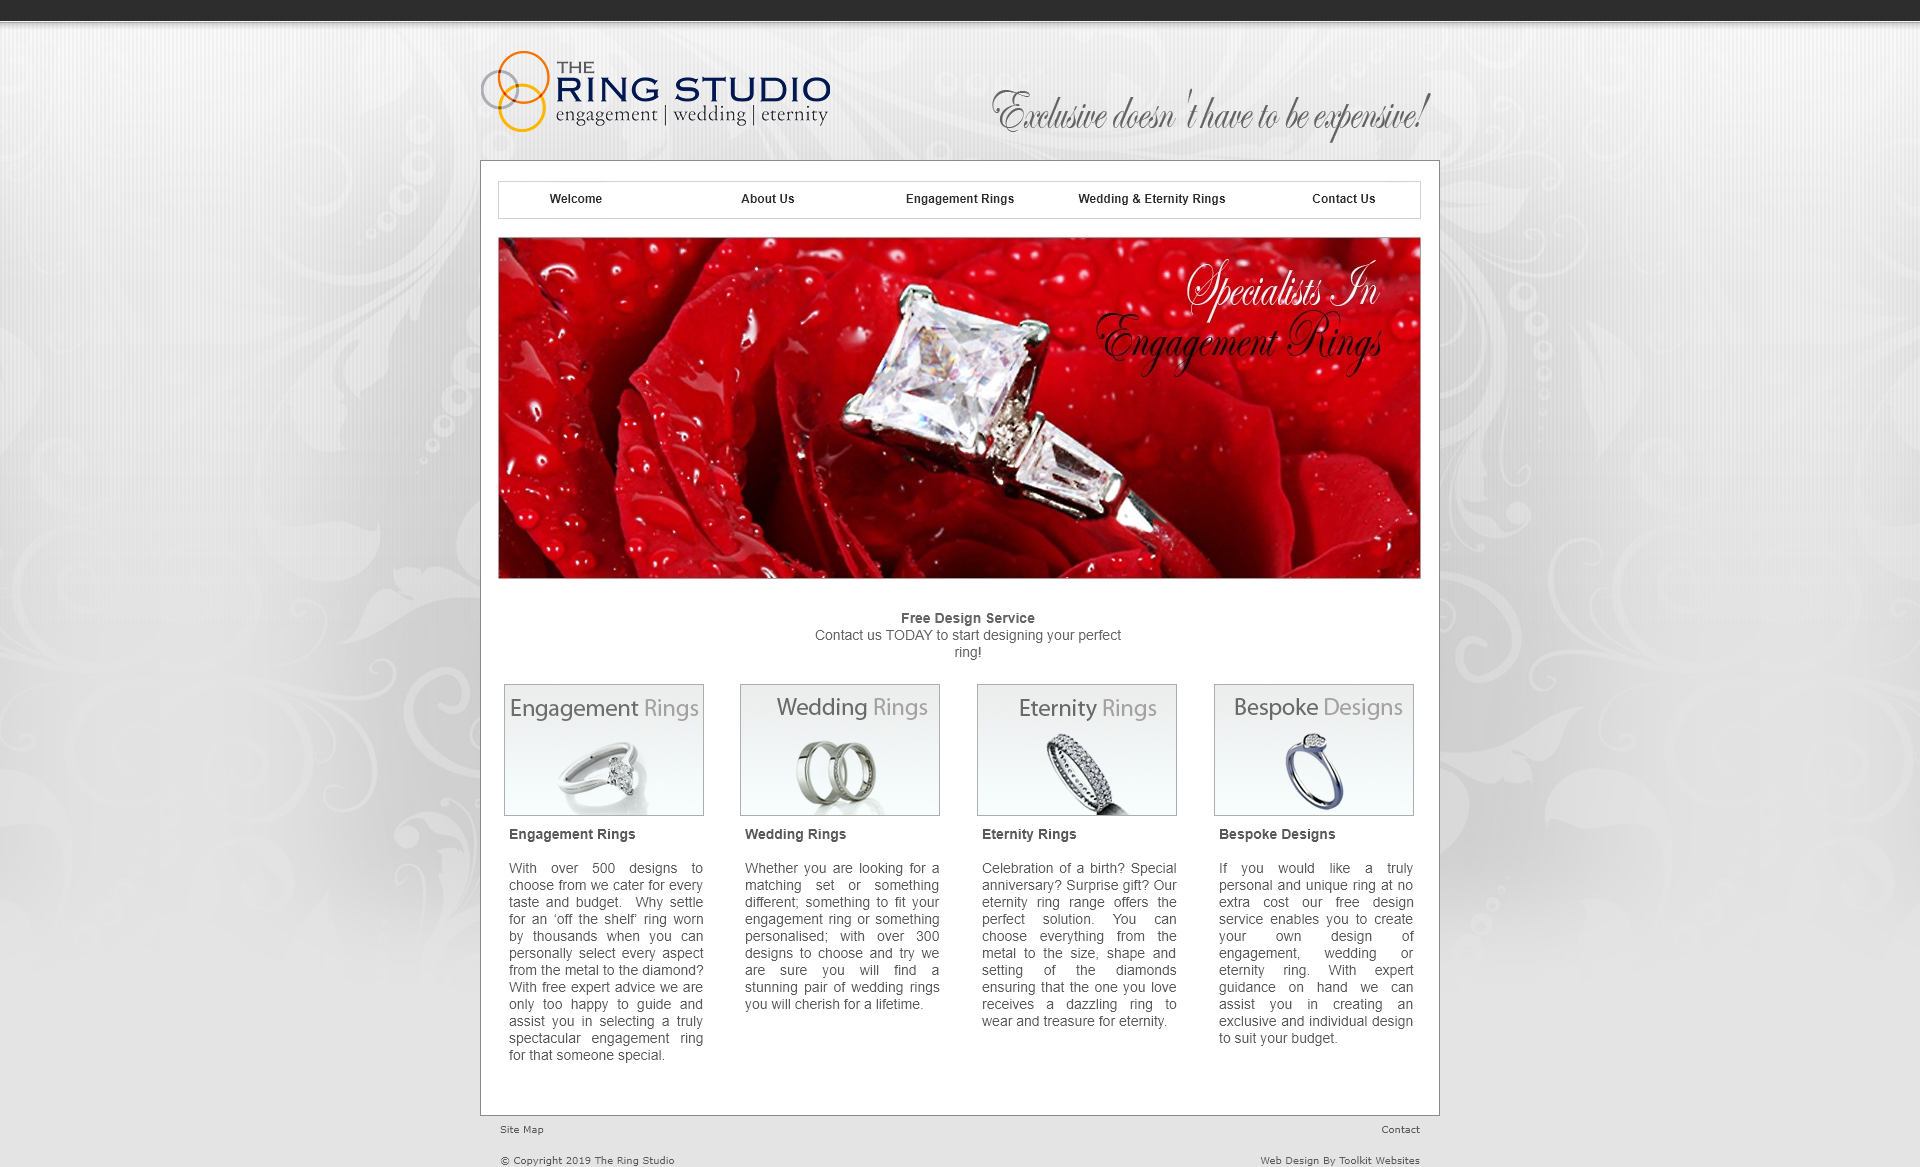 THE
RING STUDIO
engagement | wedding | eternity
Exclusive doesn't have to be expensive!
Welcome
About Us
Engagement Rings
Wedding & Eternity Rings
Contact Us
Specialists In
Engagement Rings
Free Design Service
Contact us TODAY to start designing your perfect
ring!
Engagement Rings
Engagement Rings
With over 500 designs to
choose from we cater for every
taste and budget. Why settle
for an ‘off the shelf’ ring worn
by thousands when you can
personally select every aspect
from the metal to the diamond?
With free expert advice we are
only too happy to guide and
assist you in selecting a truly
spectacular engagement ring
for that someone special.
Wedding Rings
Wedding Rings
Whether you are looking for a
matching set or something
different; something to fit your
engagement ring or something
personalised; with over 300
designs to choose and try we
are sure you will find a
stunning pair of wedding rings
you will cherish for a lifetime.
Eternity Rings
Eternity Rings
Celebration of a birth? Special
anniversary? Surprise gift? Our
eternity ring range offers the
perfect solution. You can
choose everything from the
metal to the size, shape and
setting of the diamonds
ensuring that the one you love
receives a dazzling ring to
wear and treasure for eternity.
Bespoke Designs
Bespoke Designs
If you would like a truly
personal and unique ring at no
extra cost our free design
service enables you to create
your own design of
engagement, wedding or
eternity ring. With expert
guidance on hand we can
assist you in creating an
exclusive and individual design
to suit your budget.
Site Map
Contact
© Copyright 2019 The Ring Studio
Web Design By Toolkit Websites